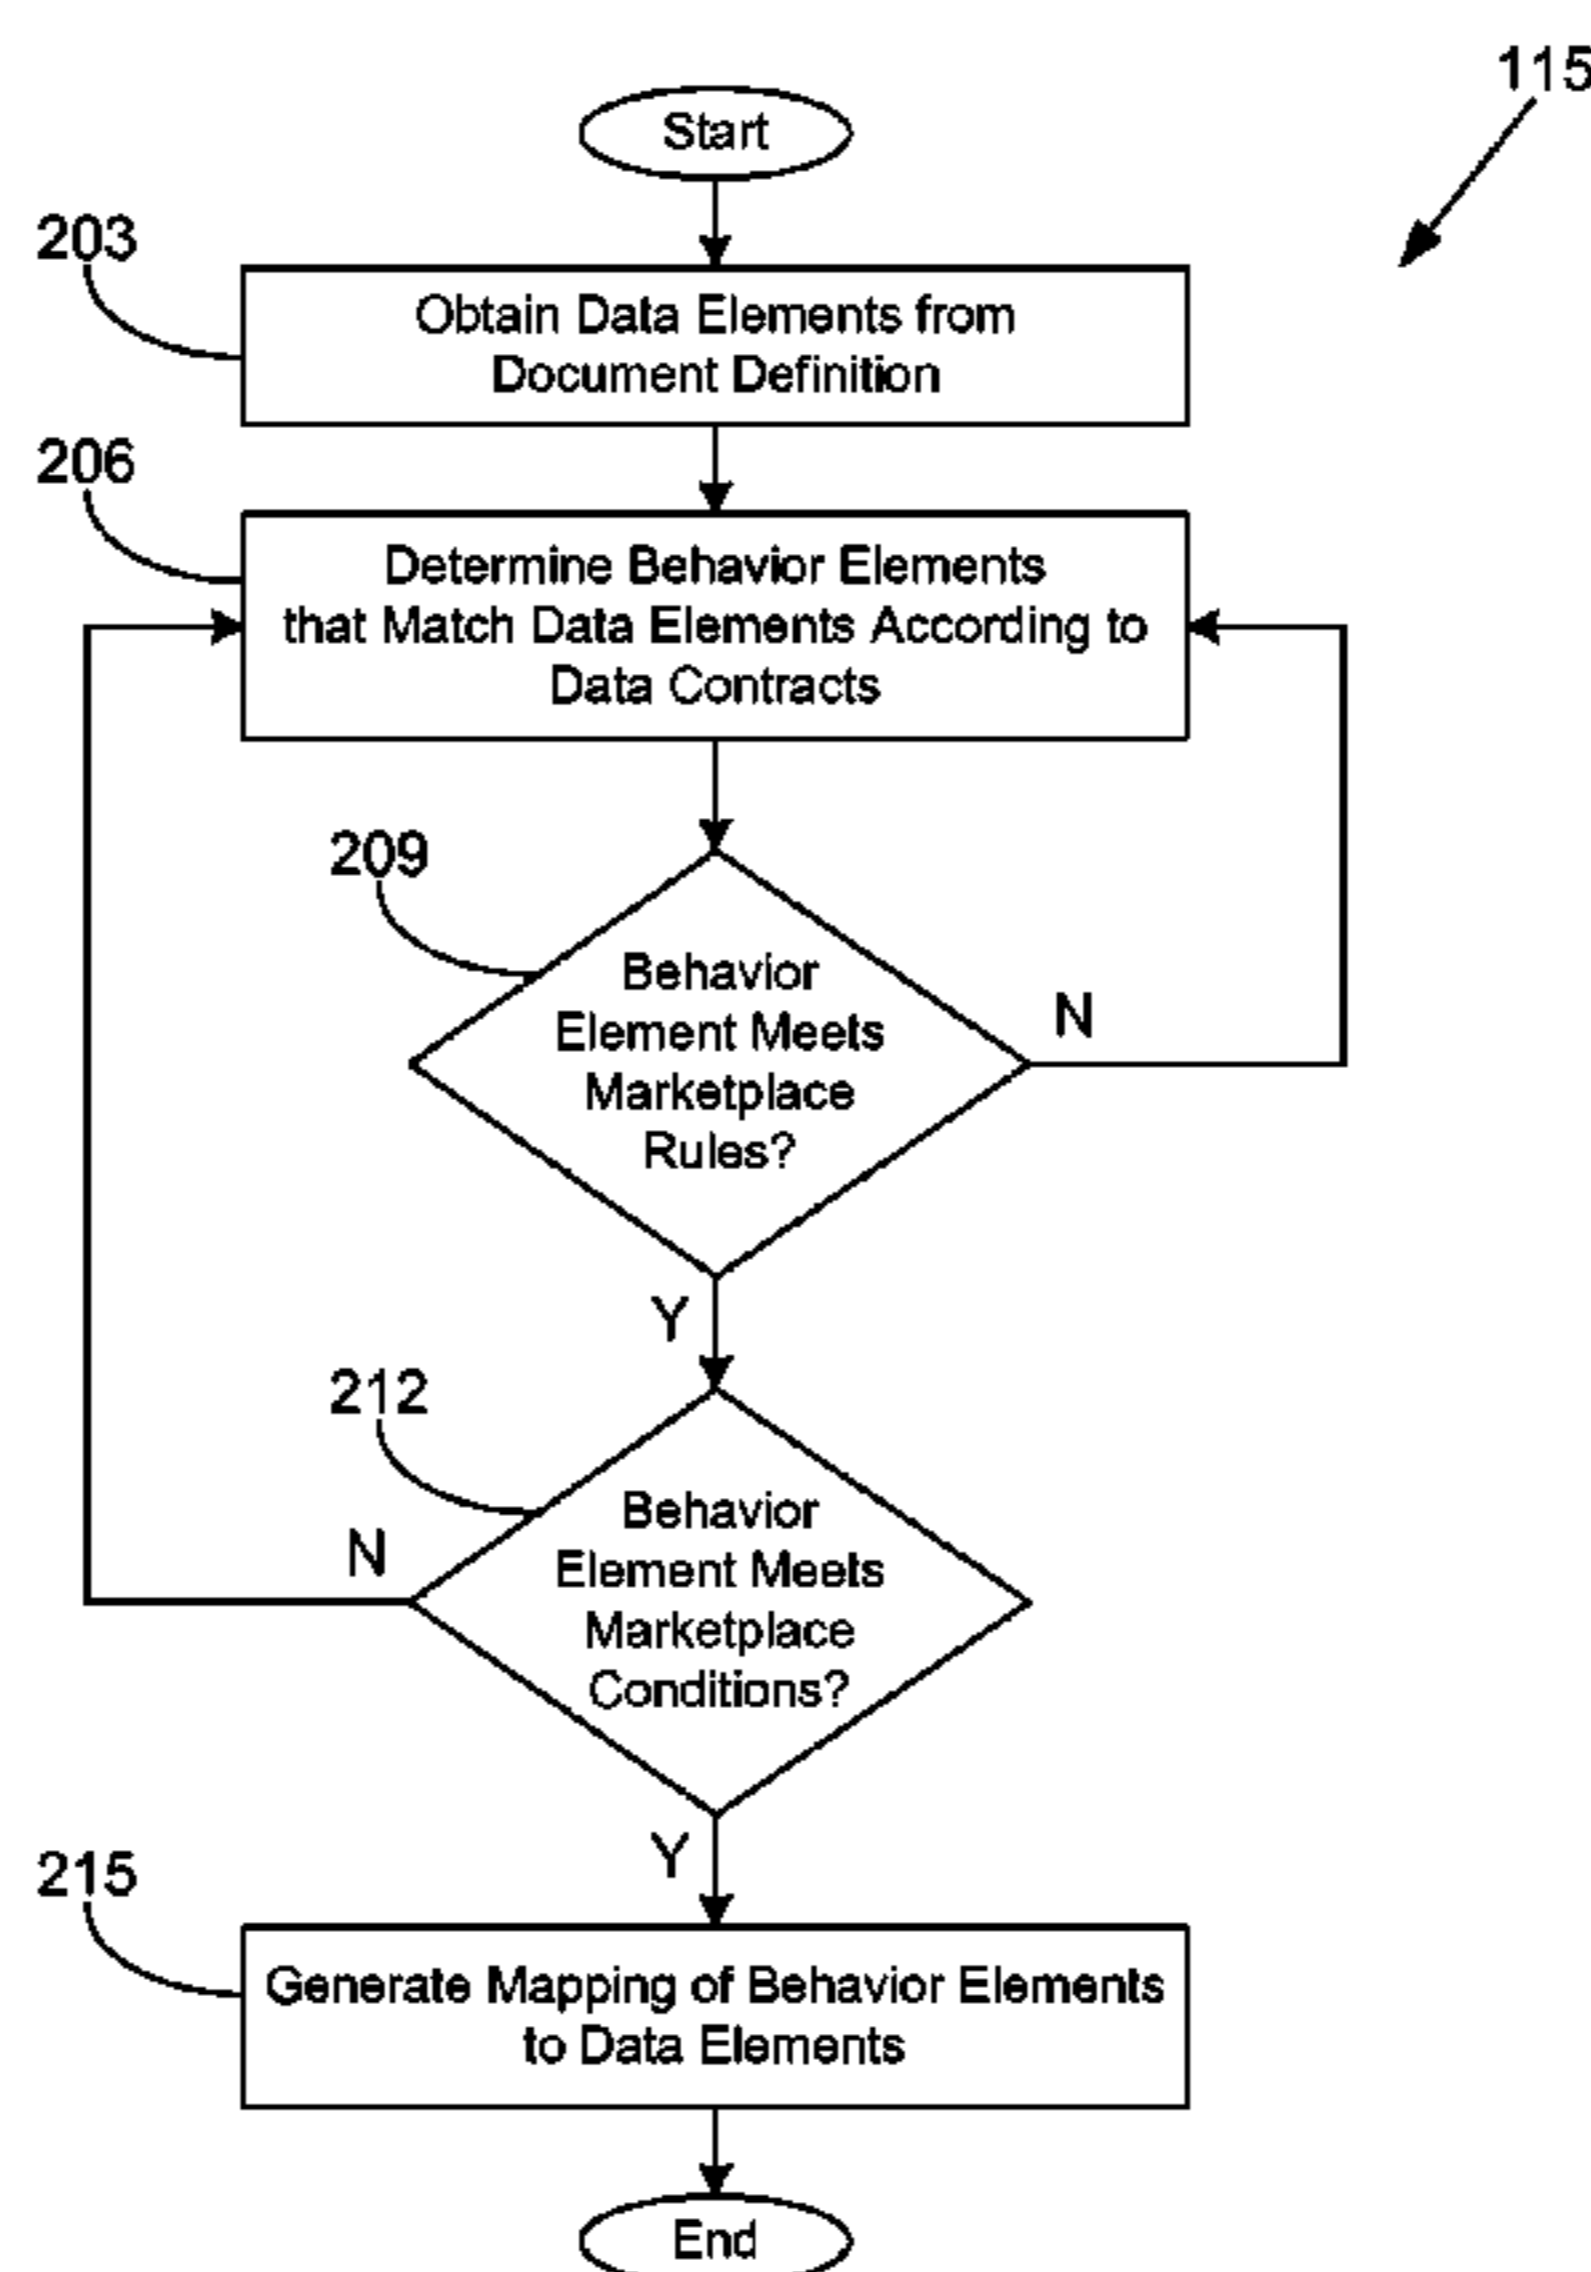 115
Start
203
Obtain Data Elements from
Document Definition
206
Determine Behavior Elements
that Match Data Elements According to
Data Contracts
209
Behavior
Element Meets
Marketplace
Rules?
N
Y
212
Behavior
Element Meets
Marketplace
Conditions?
N
Y
215
Generate Mapping of Behavior Elements
to Data Elements
End